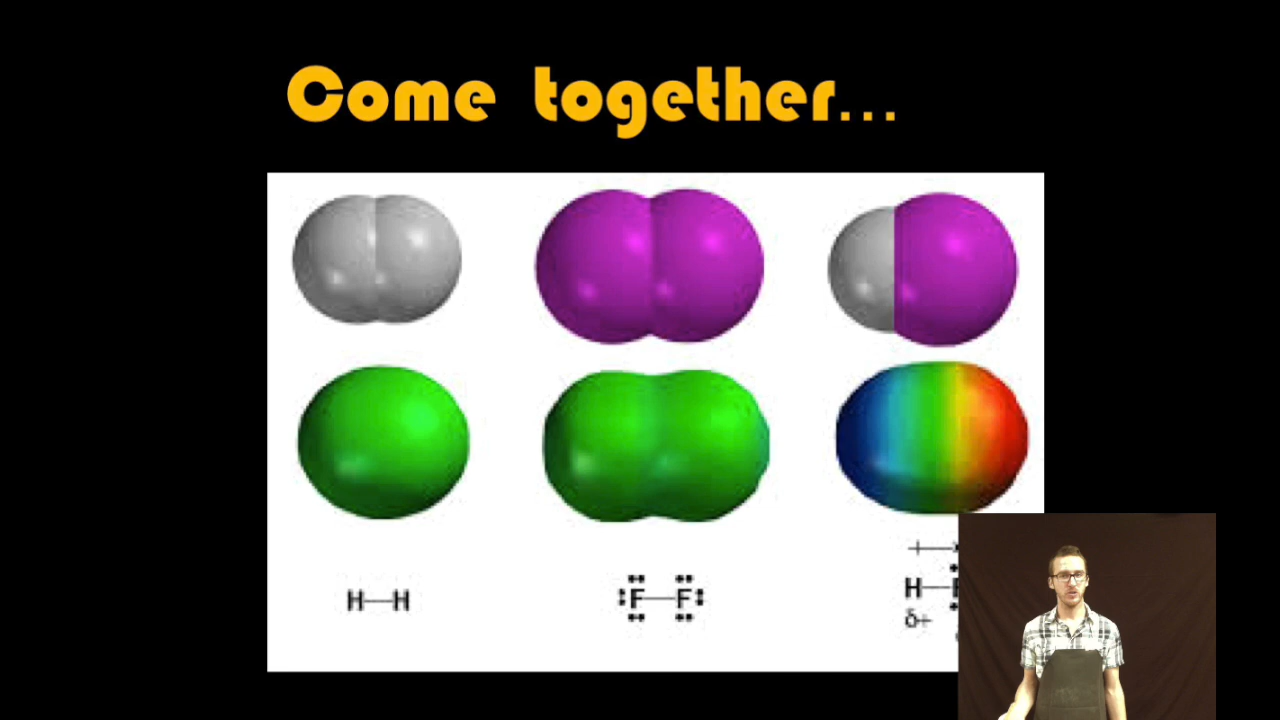 Come together...
H—H
:F—F:
H—
δ+